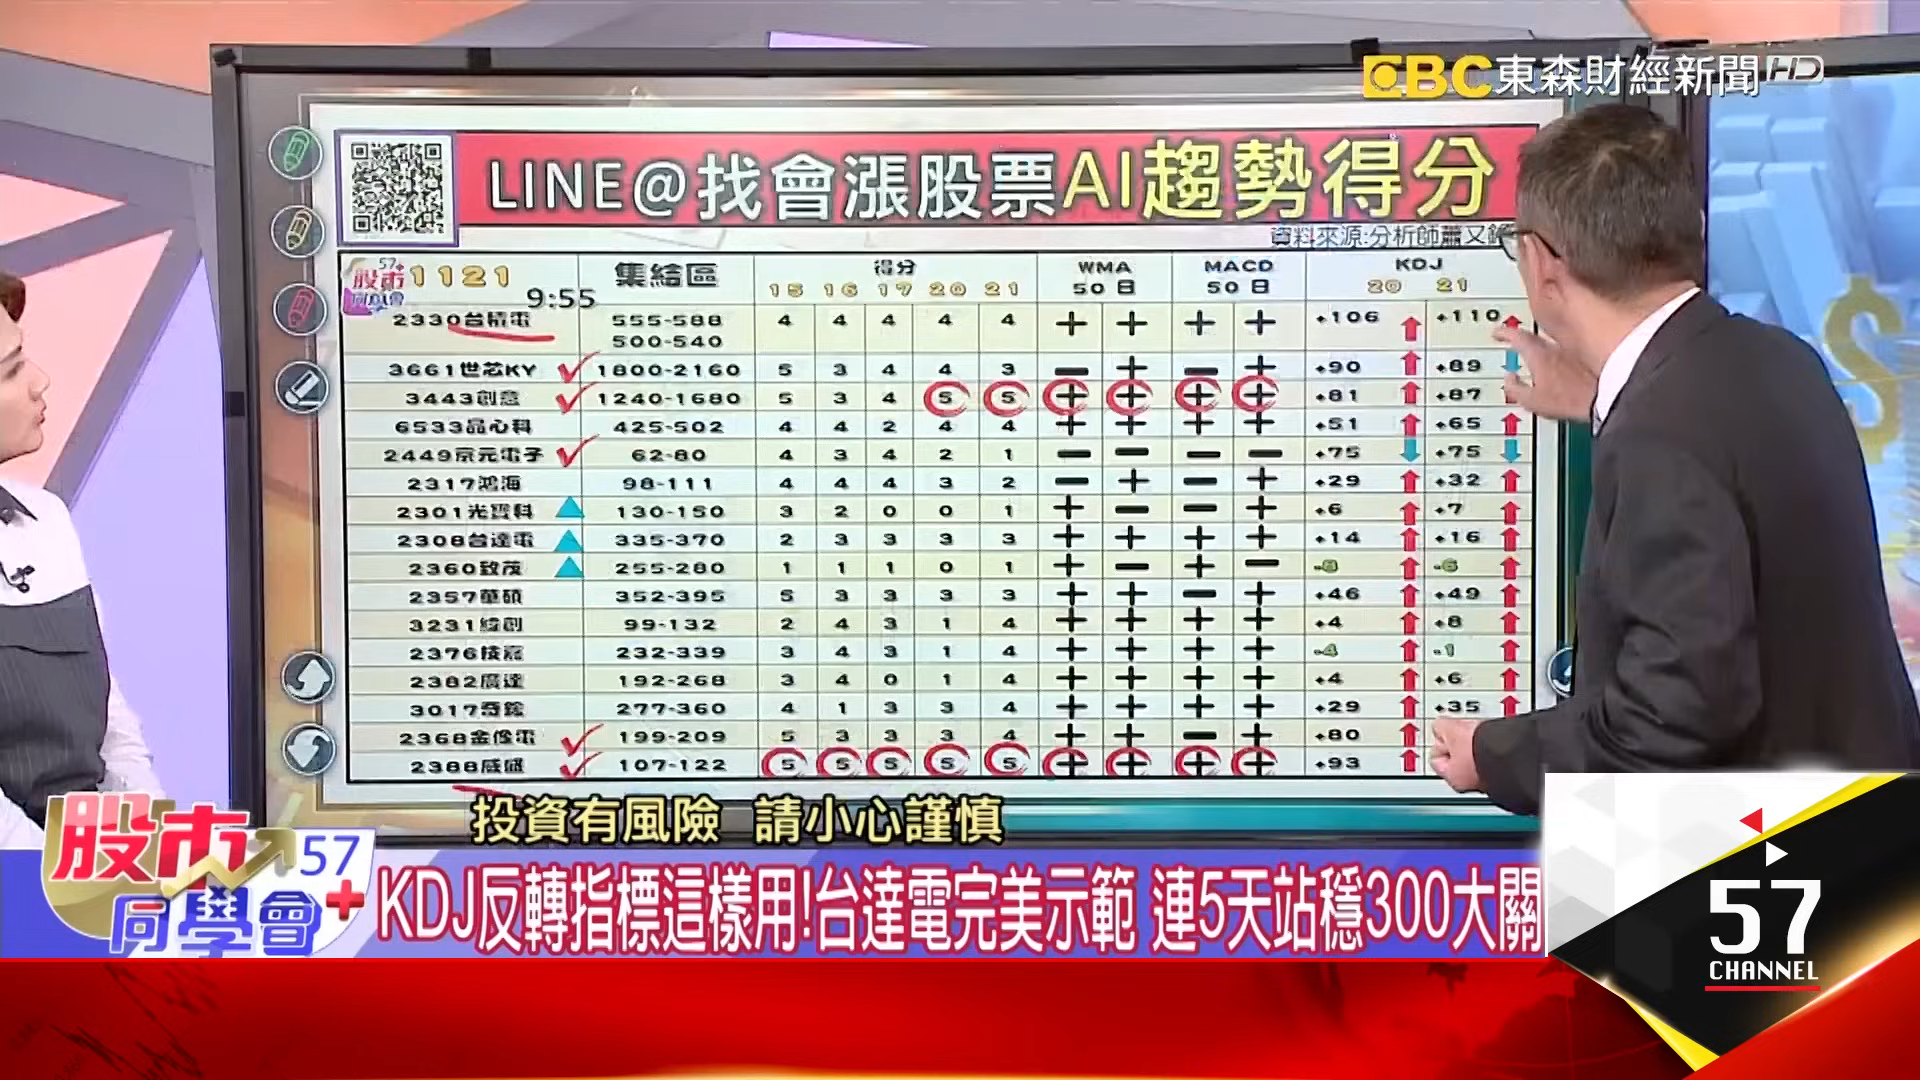 EBC東森財經新聞HD
LINE@找會漲股票AI趨勢得分
資料來源:分析師蕭又銘
57+
股市
同學會
1121
9:55
集結區
得分
15 16 17 20 21
WMA
50日
MACD
50日
KDJ
20 21
2330台積電 555-588 4 4 4 4 4 + + + + +106 +110
500-540
3661世芯KY 1800-2160 5 3 4 4 3 - + - + +90 +89
3443創意 1240-1680 5 3 4 5 5 + + + + +81 +87
6533晶心科 425-502 4 4 2 4 4 + + + + +51 +65
2449京元電子 62-80 4 3 4 2 1 - - - - +75 +75
2317鴻海 98-111 4 4 4 3 2 - + - + +29 +32
2301光寶科 130-150 3 2 0 0 1 + - - + +6 +7
2308台達電 335-370 2 3 3 3 3 + + + + +14 +16
2360致茂 255-280 1 1 1 0 1 + - + - -8 -6
2357華碩 352-395 5 3 3 3 3 + + - + +46 +49
3231緯創 99-132 2 4 3 1 4 + + + + +4 +8
2376技嘉 232-339 3 4 3 1 4 + + + + -4 -1
2382廣達 192-268 3 4 0 1 4 + + + + +4 +6
3017奇鋐 277-360 4 1 3 3 4 + + + + +29 +35
2368金像電 199-209 5 3 3 3 4 + + - + +80
2388威盛 107-122 5 5 5 5 5 + + + + +93
投資有風險 請小心謹慎
股市57
同學會+
KDJ反轉指標這樣用!台達電完美示範 連5天站穩300大關
57
CHANNEL